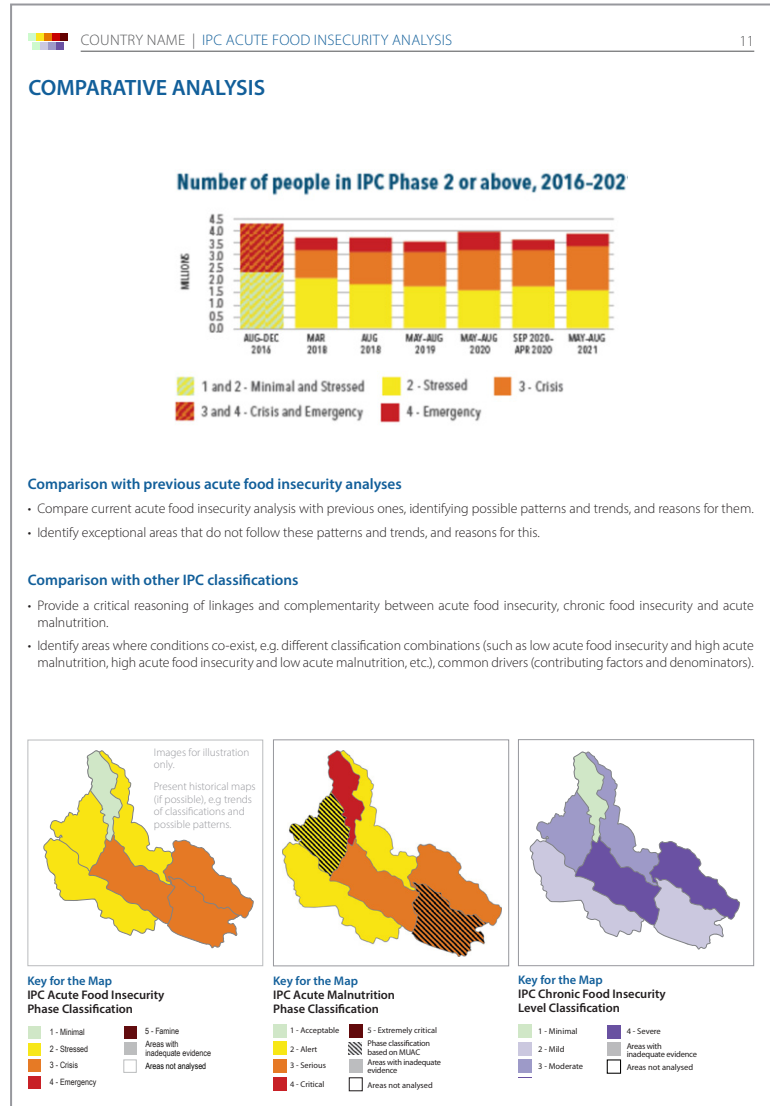 COUNTRY NAME | IPC ACUTE FOOD INSECURITY ANALYSIS
11
COMPARATIVE ANALYSIS
Number of people in IPC Phase 2 or above, 2016–202
MILLIONS
4.5
4.0
3.5
3.0
2.5
2.0
1.5
1.0
0.5
0.0
AUG-DEC
2016
MAR
2018
AUG
2018
MAY-AUG
2019
MAY-AUG
2020
SEP 2020-
APR 2020
MAY-AUG
2021
1 and 2 - Minimal and Stressed
2 - Stressed
3 - Crisis
3 and 4 - Crisis and Emergency
4 - Emergency
Comparison with previous acute food insecurity analyses
• Compare current acute food insecurity analysis with previous ones, identifying possible patterns and trends, and reasons for them.
• Identify exceptional areas that do not follow these patterns and trends, and reasons for this.
Comparison with other IPC classifications
• Provide a critical reasoning of linkages and complementarity between acute food insecurity, chronic food insecurity and acute
malnutrition.
• Identify areas where conditions co-exist, e.g. different classification combinations (such as low acute food insecurity and high acute
malnutrition, high acute food insecurity and low acute malnutrition, etc.), common drivers (contributing factors and denominators).
Images for illustration
only.
Present historical maps
(if possible), e.g trends
of classifications and
possible patterns.
Key for the Map
IPC Acute Food Insecurity
Phase Classification
1 - Minimal
2 - Stressed
3 - Crisis
4 - Emergency
5 - Famine
Areas with
inadequate evidence
Areas not analysed
Key for the Map
IPC Acute Malnutrition
Phase Classification
1 - Acceptable
2 - Alert
3 - Serious
4 - Critical
5 - Extremely critical
Phase classification
based on MUAC
Areas with inadequate
evidence
Areas not analysed
Key for the Map
IPC Chronic Food Insecurity
Level Classification
1 - Minimal
2 - Mild
3 - Moderate
4 - Severe
Areas with
inadequate evidence
Areas not analysed